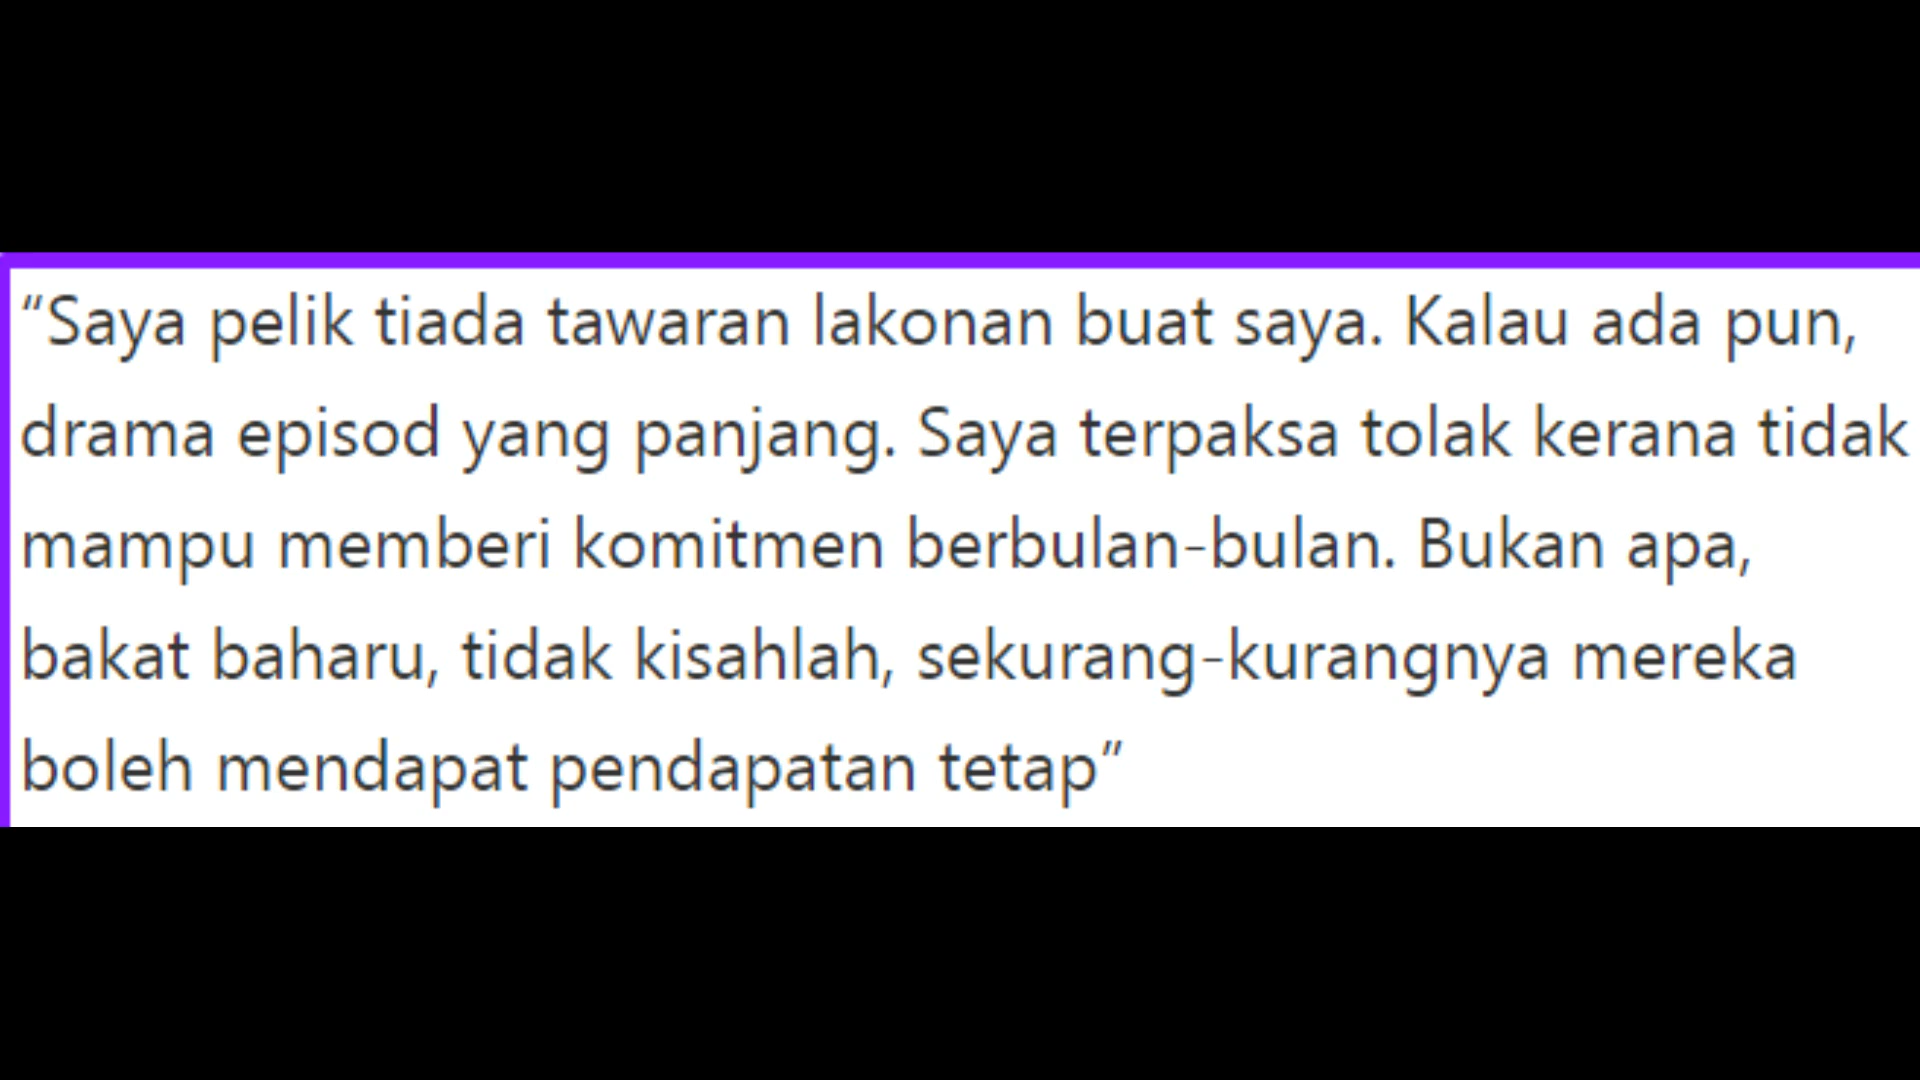 “Saya pelik tiada tawaran lakonan buat saya. Kalau ada pun,
drama episod yang panjang. Saya terpaksa tolak kerana tidak
mampu memberi komitmen berbulan-bulan. Bukan apa,
bakat baharu, tidak kisahlah, sekurang-kurangnya mereka
boleh mendapat pendapatan tetap”